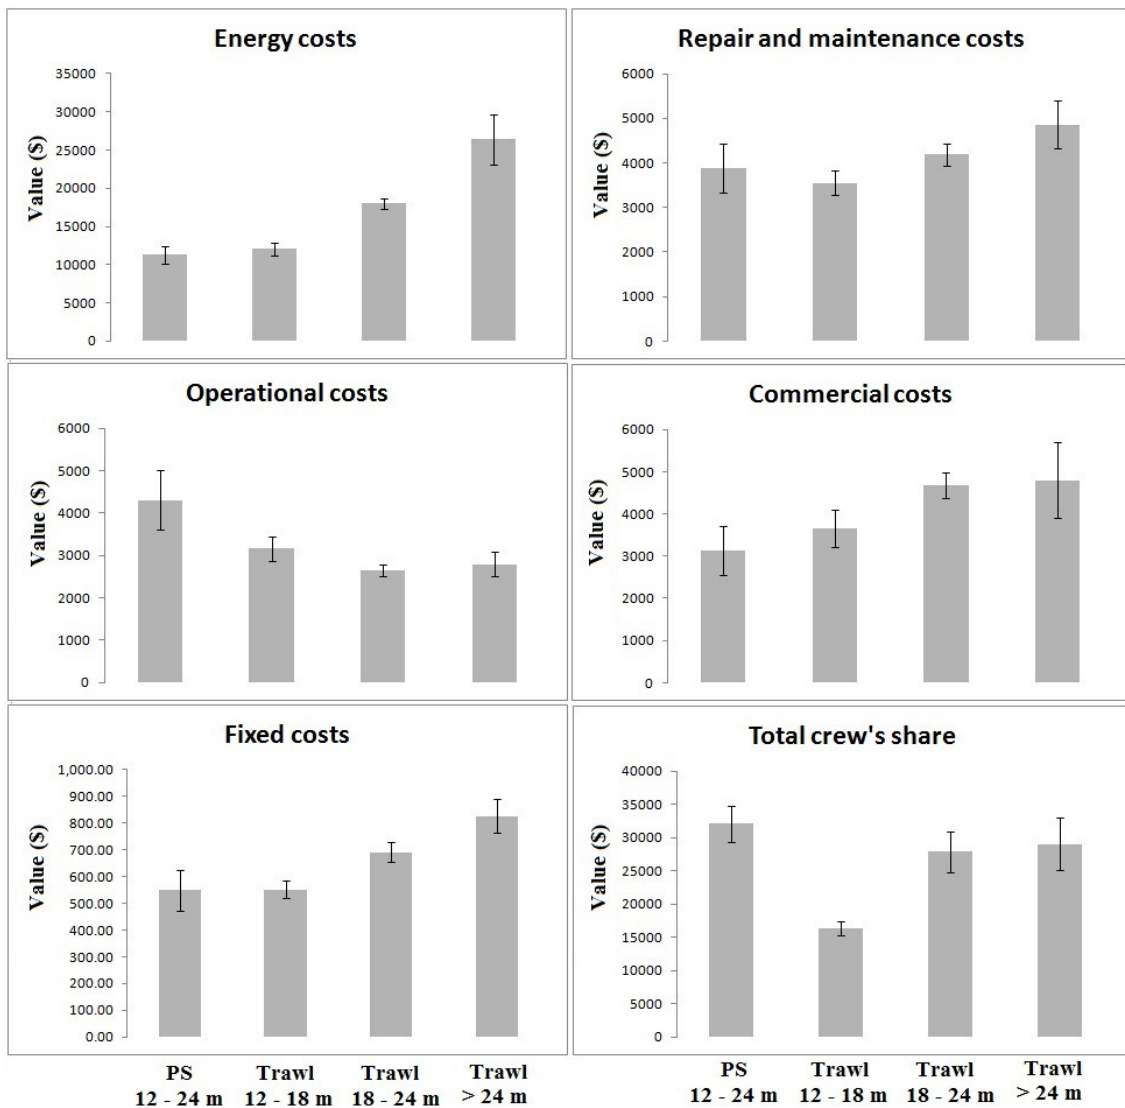 Energy costs
Value ($)
35000
30000
25000
20000
15000
10000
5000
0
Repair and maintenance costs
Value ($)
6000
5000
4000
3000
2000
1000
0
Operational costs
Value ($)
6000
5000
4000
3000
2000
1000
0
Commercial costs
Value ($)
6000
5000
4000
3000
2000
1000
0
Fixed costs
Value ($)
1,000.00
900.00
800.00
700.00
600.00
500.00
400.00
300.00
200.00
100.00
0.00
PS
12 - 24 m
Trawl
12 - 18 m
Trawl
18 - 24 m
Trawl
> 24 m
Total crew's share
Value ($)
40000
35000
30000
25000
20000
15000
10000
5000
0
PS
12 - 24 m
Trawl
12 - 18 m
Trawl
18 - 24 m
Trawl
> 24 m